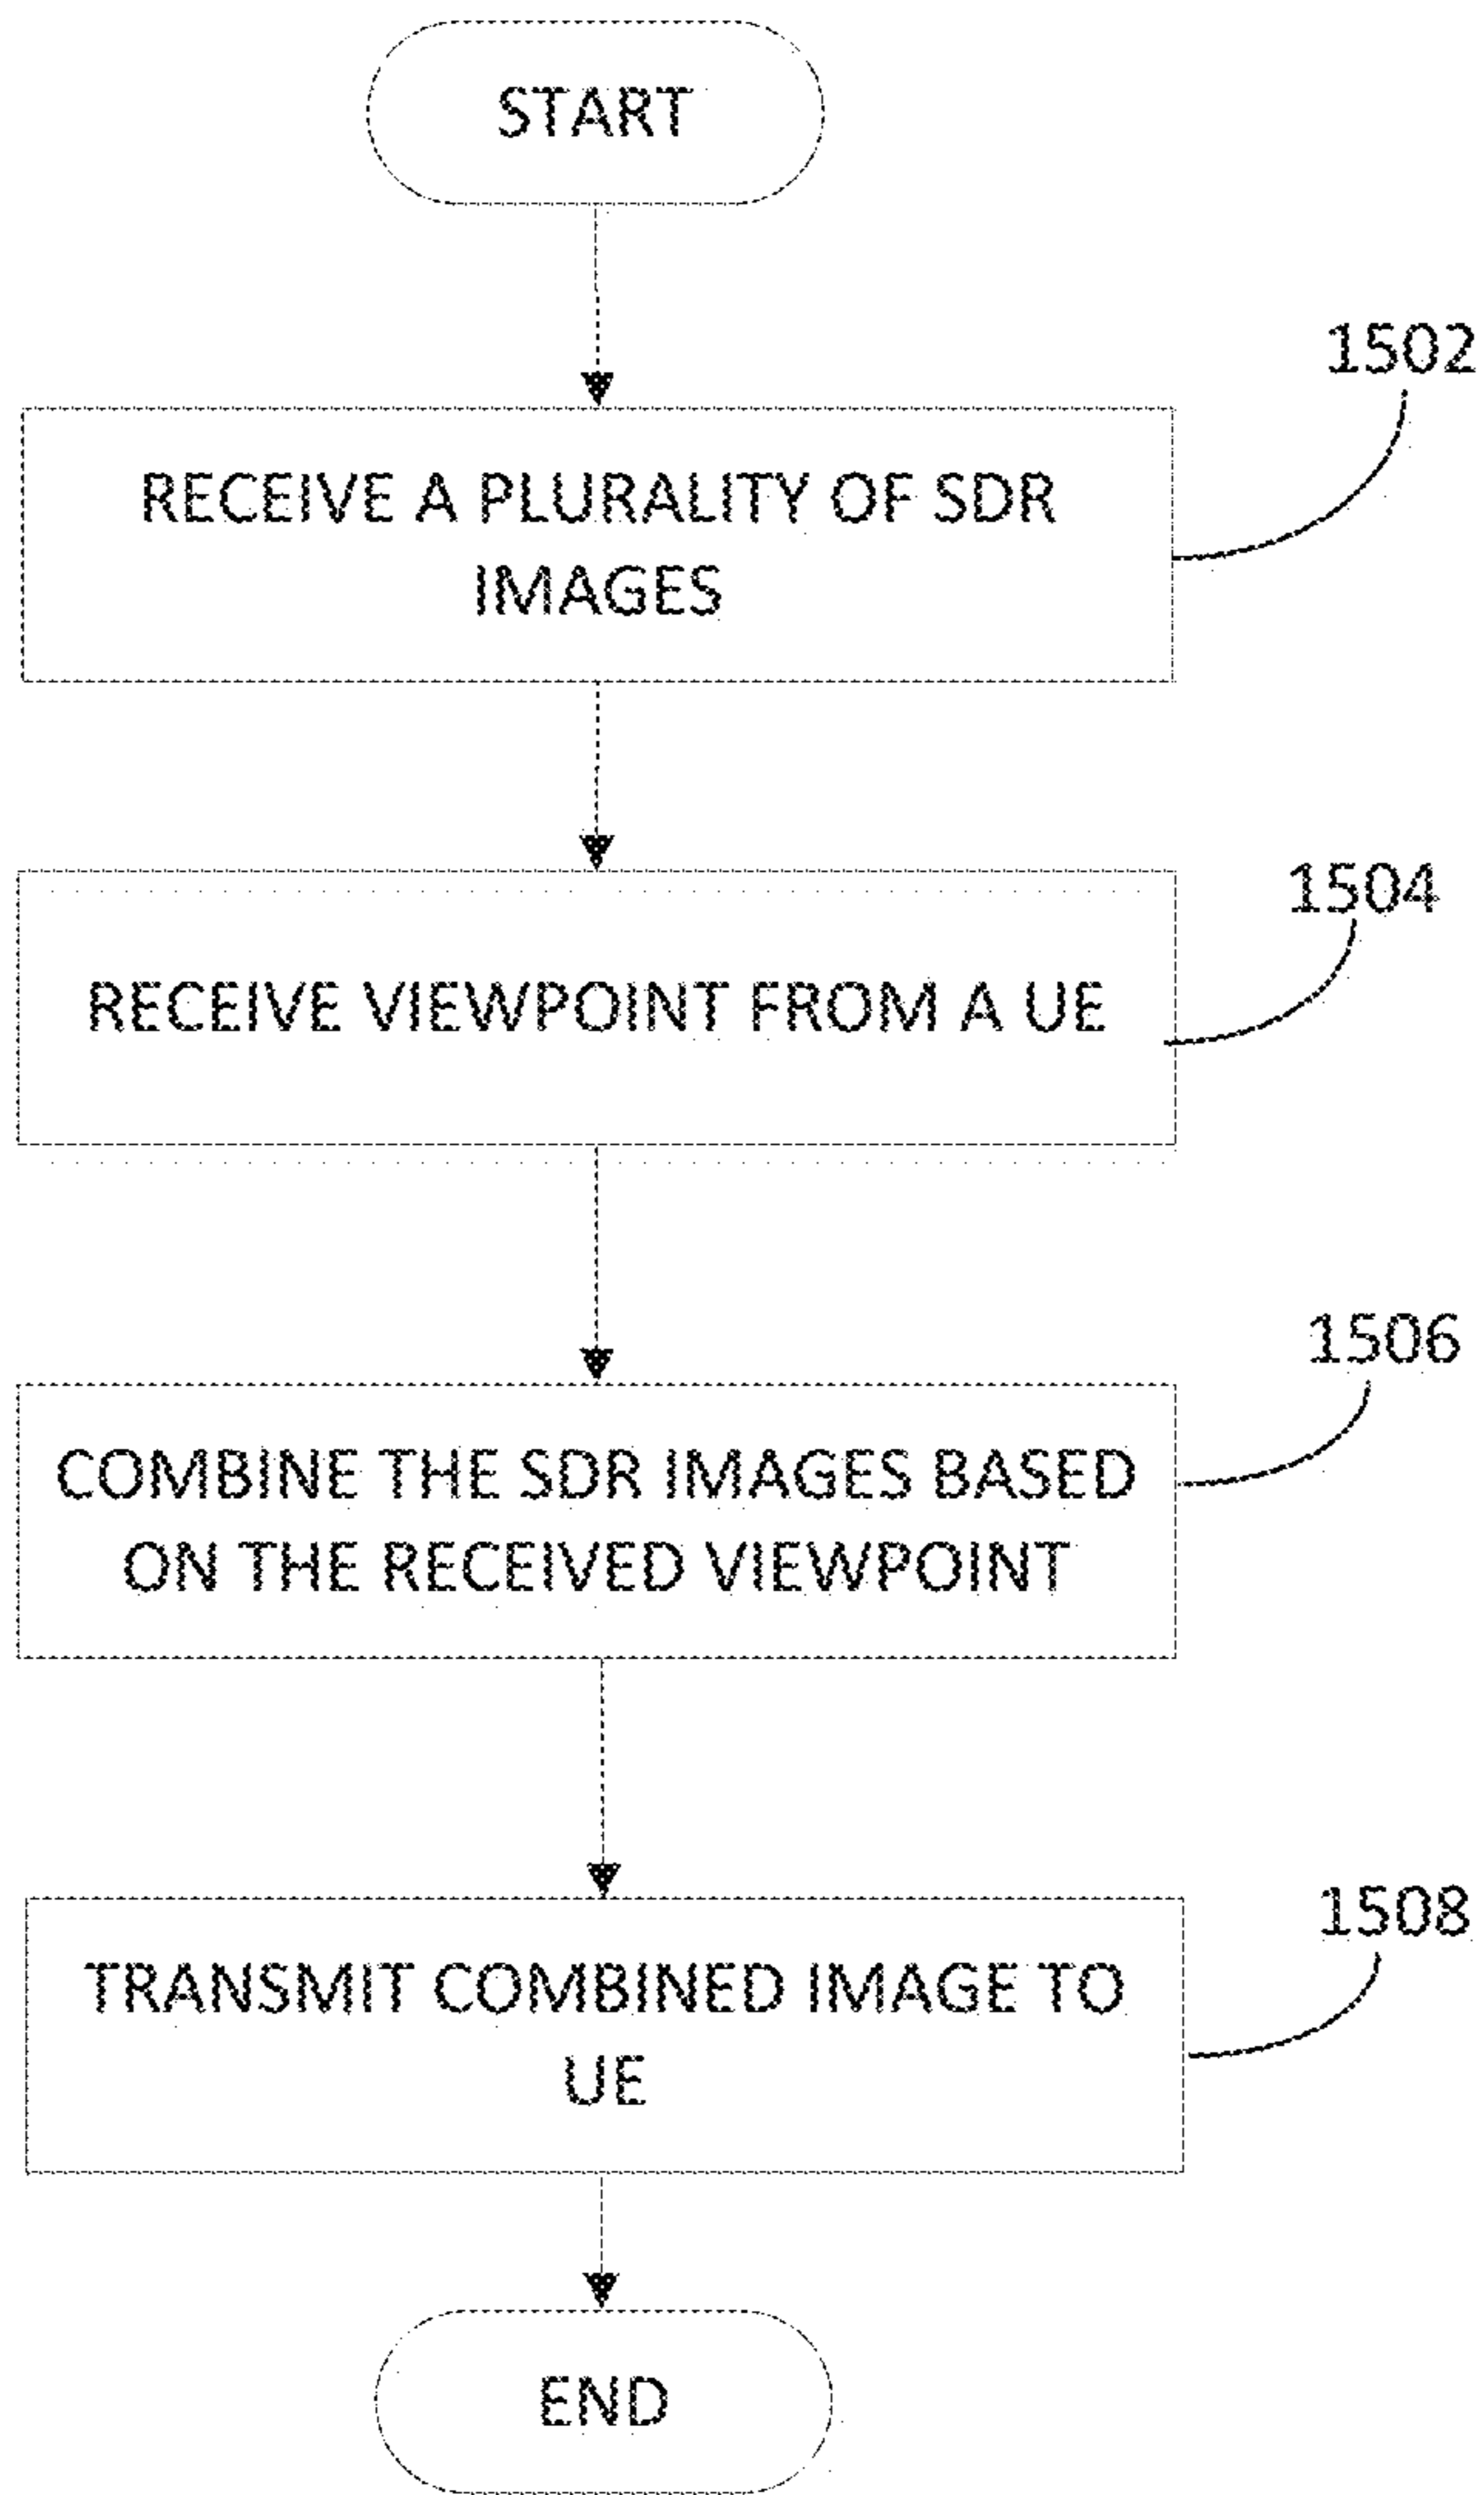 START
1502
RECEIVE A PLURALITY OF SDR
IMAGES
1504
RECEIVE VIEWPOINT FROM A UE
1506
COMBINE THE SDR IMAGES BASED
ON THE RECEIVED VIEWPOINT
1508
TRANSMIT COMBINED IMAGE TO
UE
END